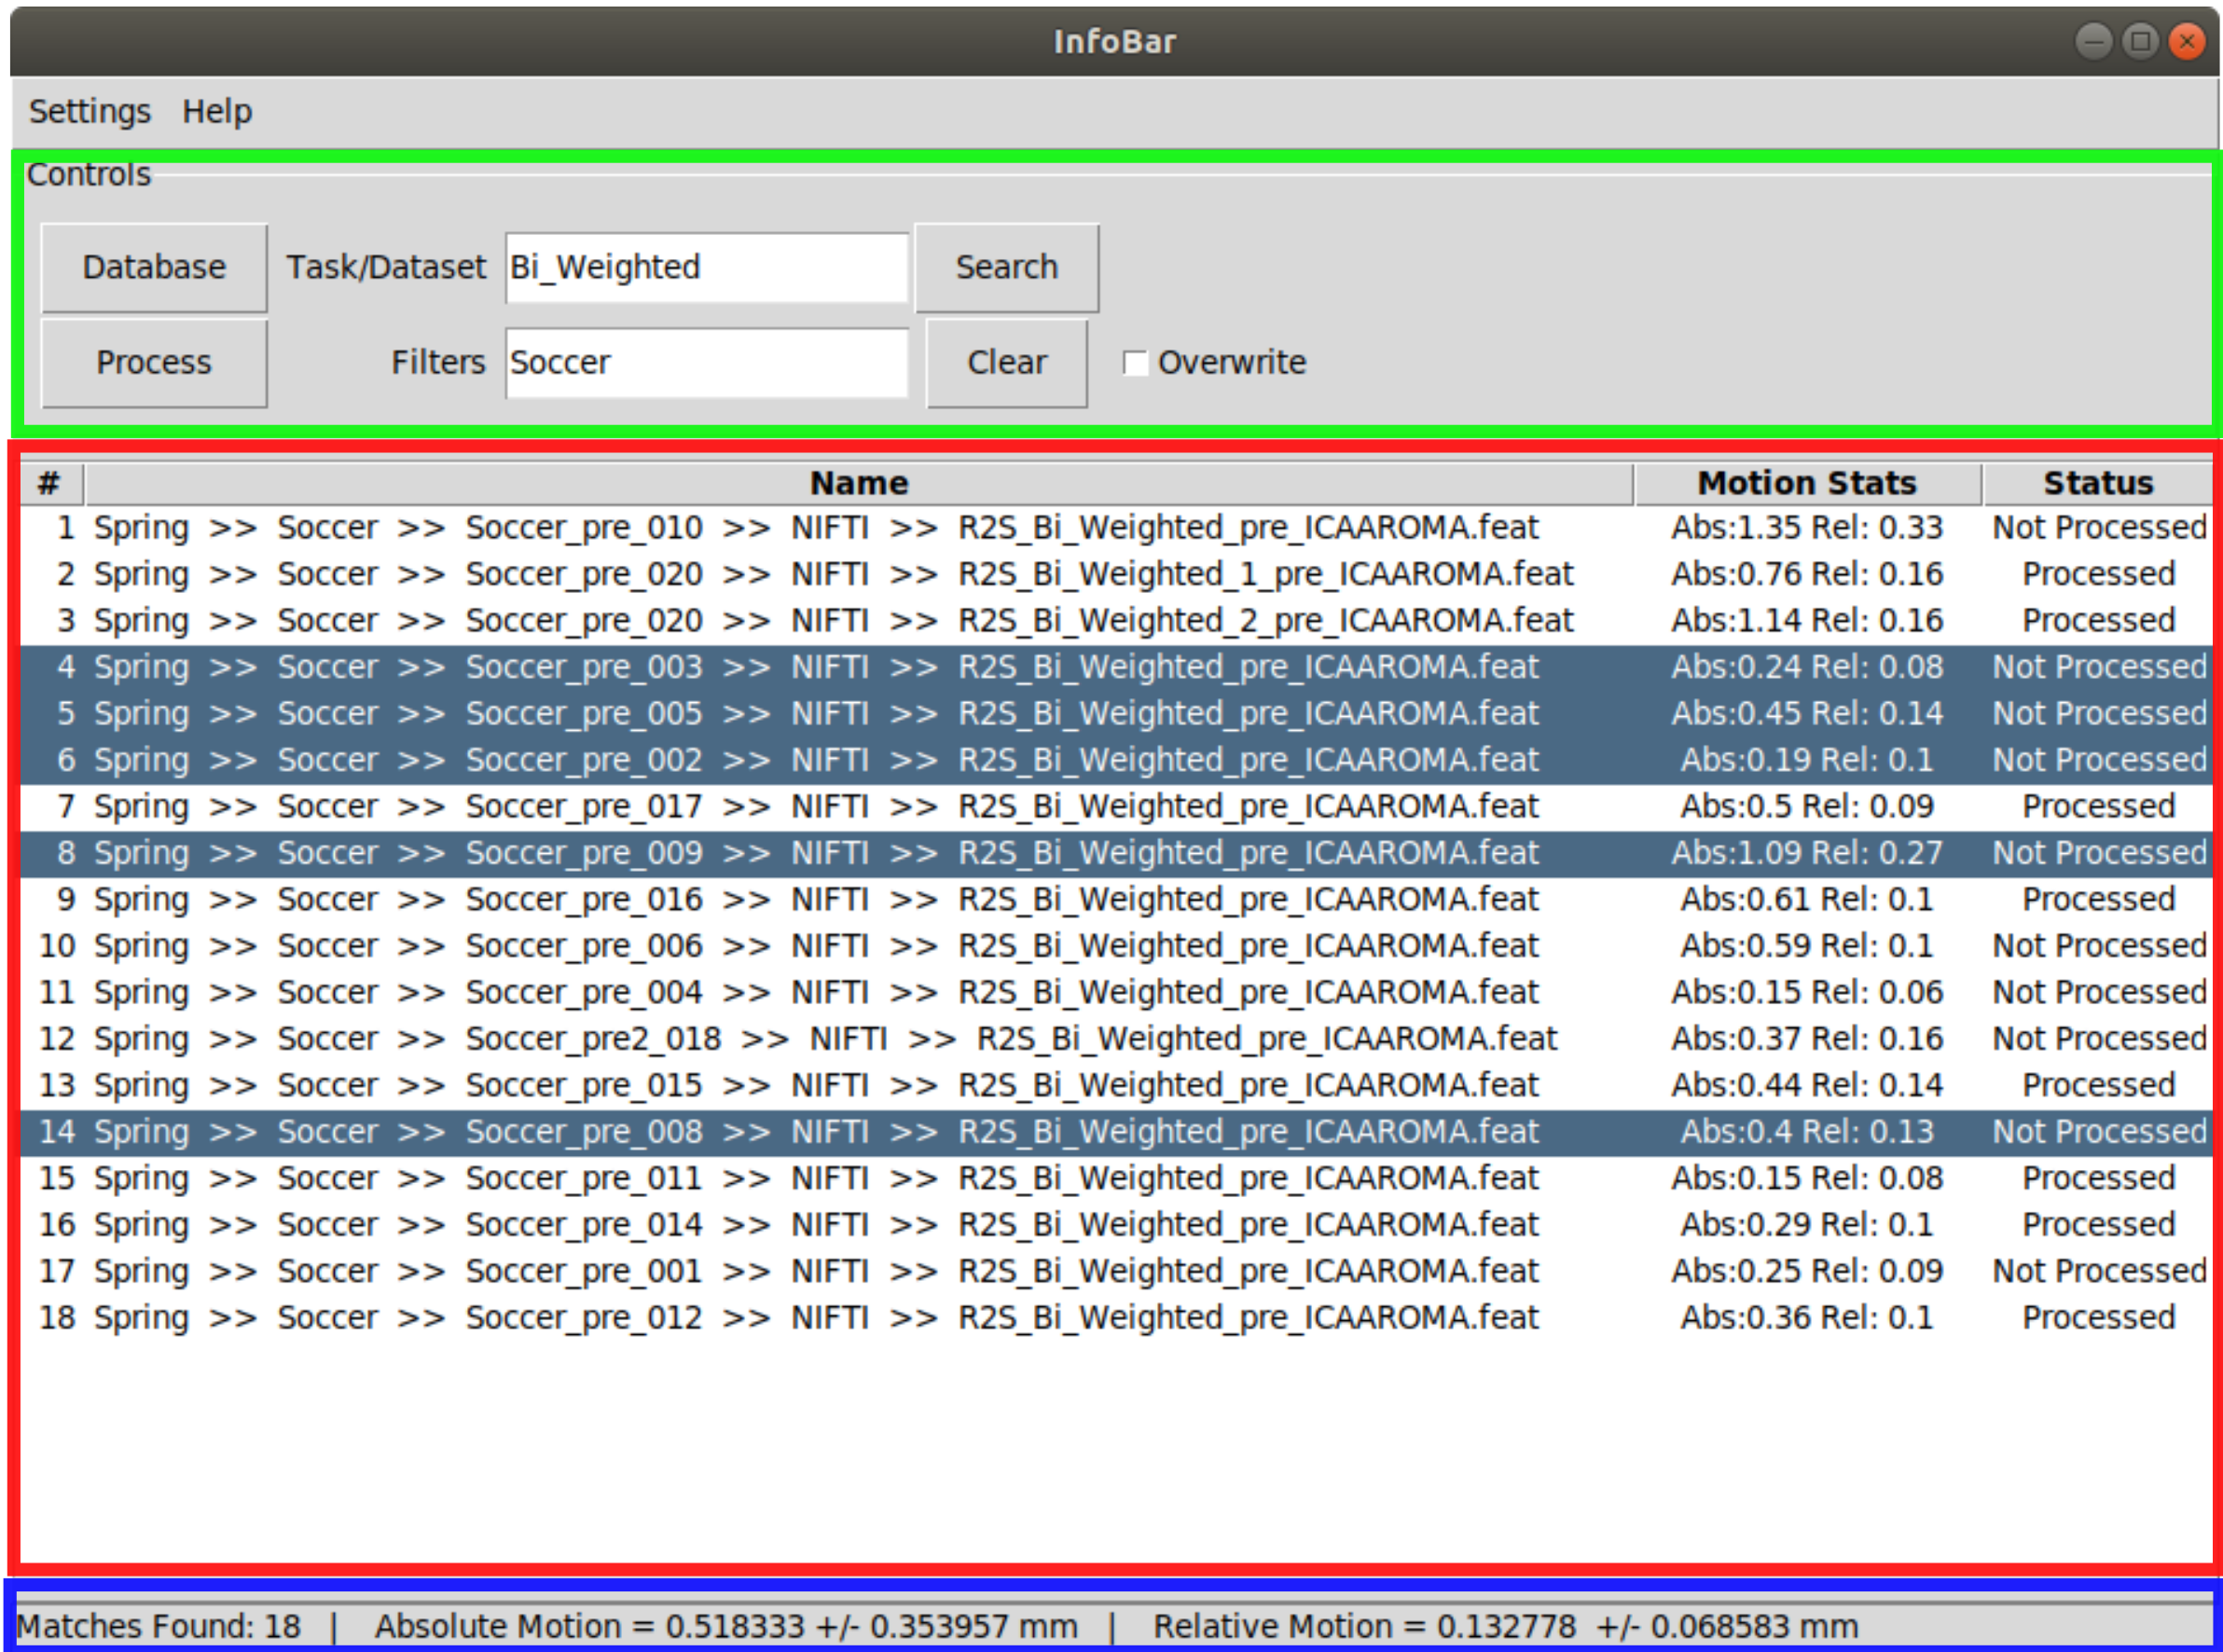 InfoBar
Settings Help
Controls
Database Task/Dataset Bi_Weighted Search
Process Filters Soccer Clear Overwrite
# Name Motion Stats Status
1 Spring >> Soccer >> Soccer_pre_010 >> NIFTI >> R2S_Bi_Weighted_pre_ICAAROMA.feat Abs:1.35 Rel: 0.33 Not Processed
2 Spring >> Soccer >> Soccer_pre_020 >> NIFTI >> R2S_Bi_Weighted_1_pre_ICAAROMA.feat Abs:0.76 Rel: 0.16 Processed
3 Spring >> Soccer >> Soccer_pre_020 >> NIFTI >> R2S_Bi_Weighted_2_pre_ICAAROMA.feat Abs:1.14 Rel: 0.16 Processed
4 Spring >> Soccer >> Soccer_pre_003 >> NIFTI >> R2S_Bi_Weighted_pre_ICAAROMA.feat Abs:0.24 Rel: 0.08 Not Processed
5 Spring >> Soccer >> Soccer_pre_005 >> NIFTI >> R2S_Bi_Weighted_pre_ICAAROMA.feat Abs:0.45 Rel: 0.14 Not Processed
6 Spring >> Soccer >> Soccer_pre_002 >> NIFTI >> R2S_Bi_Weighted_pre_ICAAROMA.feat Abs:0.19 Rel: 0.1 Not Processed
7 Spring >> Soccer >> Soccer_pre_017 >> NIFTI >> R2S_Bi_Weighted_pre_ICAAROMA.feat Abs:0.5 Rel: 0.09 Processed
8 Spring >> Soccer >> Soccer_pre_009 >> NIFTI >> R2S_Bi_Weighted_pre_ICAAROMA.feat Abs:1.09 Rel: 0.27 Not Processed
9 Spring >> Soccer >> Soccer_pre_016 >> NIFTI >> R2S_Bi_Weighted_pre_ICAAROMA.feat Abs:0.61 Rel: 0.1 Processed
10 Spring >> Soccer >> Soccer_pre_006 >> NIFTI >> R2S_Bi_Weighted_pre_ICAAROMA.feat Abs:0.59 Rel: 0.1 Not Processed
11 Spring >> Soccer >> Soccer_pre_004 >> NIFTI >> R2S_Bi_Weighted_pre_ICAAROMA.feat Abs:0.15 Rel: 0.06 Not Processed
12 Spring >> Soccer >> Soccer_pre2_018 >> NIFTI >> R2S_Bi_Weighted_pre_ICAAROMA.feat Abs:0.37 Rel: 0.16 Not Processed
13 Spring >> Soccer >> Soccer_pre_015 >> NIFTI >> R2S_Bi_Weighted_pre_ICAAROMA.feat Abs:0.44 Rel: 0.14 Processed
14 Spring >> Soccer >> Soccer_pre_008 >> NIFTI >> R2S_Bi_Weighted_pre_ICAAROMA.feat Abs:0.4 Rel: 0.13 Not Processed
15 Spring >> Soccer >> Soccer_pre_011 >> NIFTI >> R2S_Bi_Weighted_pre_ICAAROMA.feat Abs:0.15 Rel: 0.08 Processed
16 Spring >> Soccer >> Soccer_pre_014 >> NIFTI >> R2S_Bi_Weighted_pre_ICAAROMA.feat Abs:0.29 Rel: 0.1 Processed
17 Spring >> Soccer >> Soccer_pre_001 >> NIFTI >> R2S_Bi_Weighted_pre_ICAAROMA.feat Abs:0.25 Rel: 0.09 Not Processed
18 Spring >> Soccer >> Soccer_pre_012 >> NIFTI >> R2S_Bi_Weighted_pre_ICAAROMA.feat Abs:0.36 Rel: 0.1 Processed
Matches Found: 18 | Absolute Motion = 0.518333 +/- 0.353957 mm | Relative Motion = 0.132778 +/- 0.068583 mm